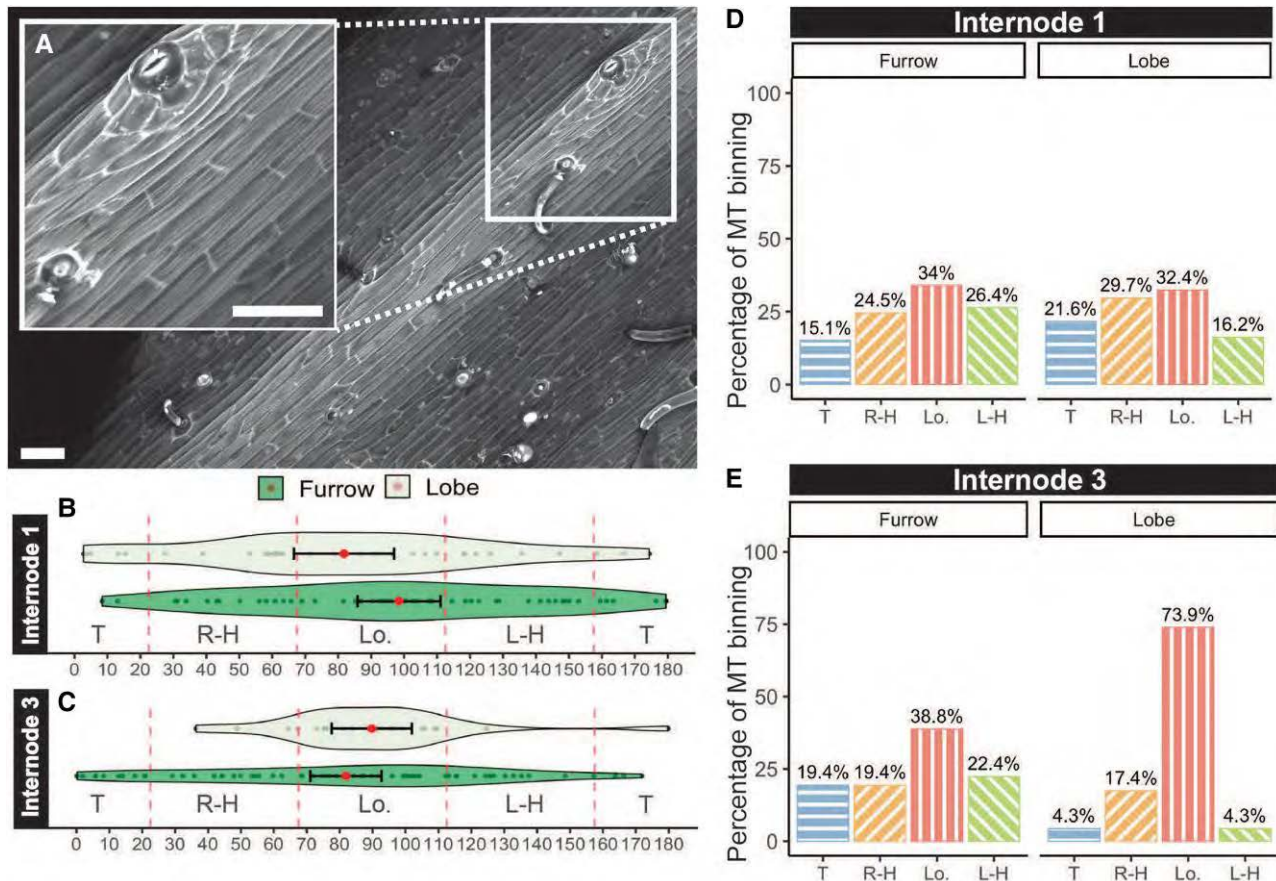 A
Furrow Lobe
B
Internode 1
T R-H Lo. L-H T
0 10 20 30 40 50 60 70 80 90 100 110 120 130 140 150 160 170 180
C
Internode 3
T R-H Lo. L-H T
0 10 20 30 40 50 60 70 80 90 100 110 120 130 140 150 160 170 180
D
Internode 1
Furrow Lobe
Percentage of MT binning
100
75
50
25
0
15.1% 24.5% 34% 26.4% 21.6% 29.7% 32.4% 16.2%
T R-H Lo. L-H T R-H Lo. L-H
E
Internode 3
Furrow Lobe
Percentage of MT binning
100
75
50
25
0
19.4% 19.4% 38.8% 22.4% 4.3% 17.4% 73.9% 4.3%
T R-H Lo. L-H T R-H Lo. L-H